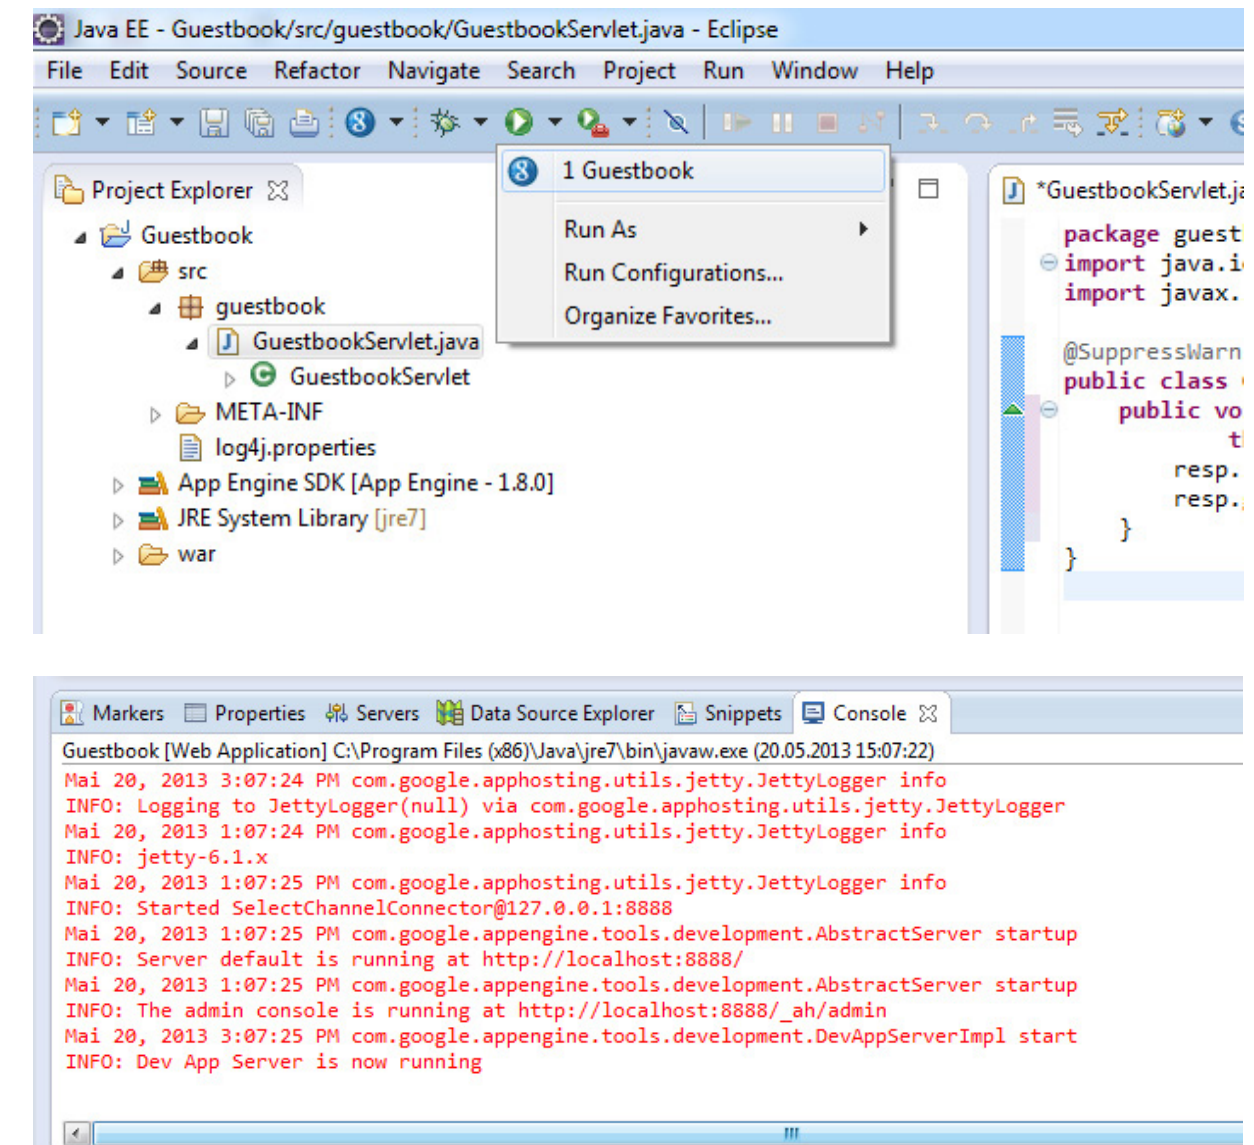 Java EE - Guestbook/src/guestbook/GuestbookServlet.java - Eclipse
File Edit Source Refactor Navigate Search Project Run Window Help
1 Guestbook
Run As
Run Configurations...
Organize Favorites...
Project Explorer
Guestbook
src
guestbook
GuestbookServlet.java
GuestbookServlet
META-INF
log4j.properties
App Engine SDK [App Engine - 1.8.0]
JRE System Library [jre7]
war
*GuestbookServlet.ja
package guest
import java.i
import javax.
@SuppressWarn
public class
public vo
t
resp.
resp.
}
}
Markers Properties Servers Data Source Explorer Snippets Console
Guestbook [Web Application] C:\Program Files (x86)\Java\jre7\bin\javaw.exe (20.05.2013 15:07:22)
Mai 20, 2013 3:07:24 PM com.google.apphosting.utils.jetty.JettyLogger info
INFO: Logging to JettyLogger(null) via com.google.apphosting.utils.jetty.JettyLogger
Mai 20, 2013 1:07:24 PM com.google.apphosting.utils.jetty.JettyLogger info
INFO: jetty-6.1.x
Mai 20, 2013 1:07:25 PM com.google.apphosting.utils.jetty.JettyLogger info
INFO: Started SelectChannelConnector@127.0.0.1:8888
Mai 20, 2013 1:07:25 PM com.google.appengine.tools.development.AbstractServer startup
INFO: Server default is running at http://localhost:8888/
Mai 20, 2013 1:07:25 PM com.google.appengine.tools.development.AbstractServer startup
INFO: The admin console is running at http://localhost:8888/_ah/admin
Mai 20, 2013 3:07:25 PM com.google.appengine.tools.development.DevAppServerImpl start
INFO: Dev App Server is now running